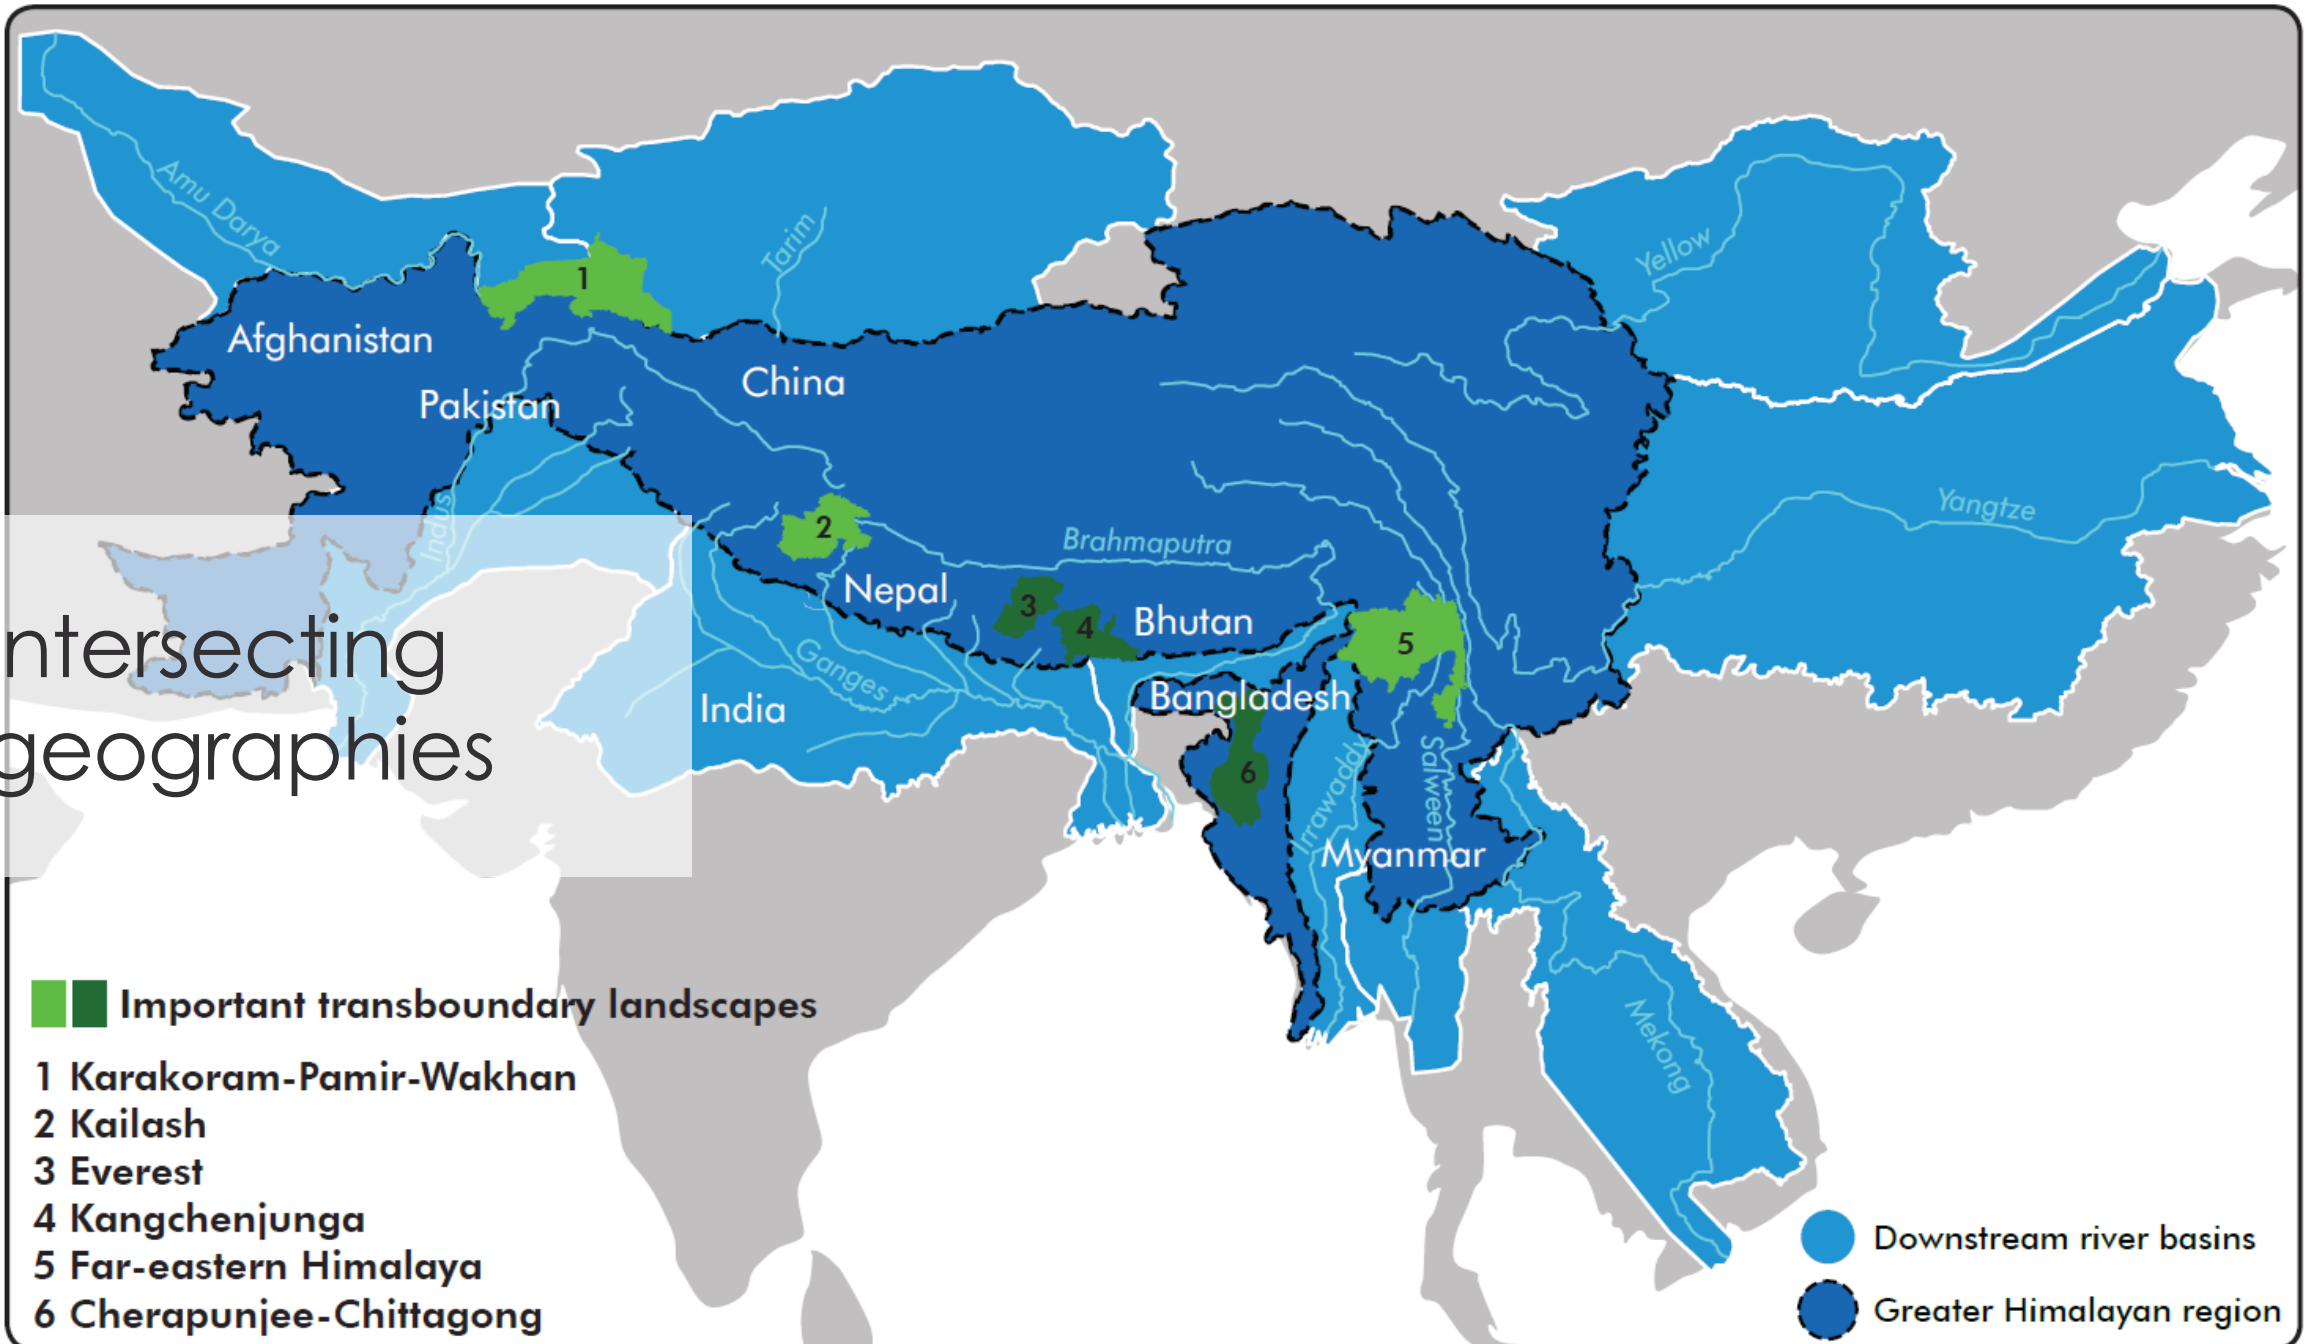 Amu Darya
Tarim
Yellow
1
Afghanistan
China
Pakistan
Indus
Yangtze
2
Brahmaputra
Nepal
3
4
Bhutan
5
ntersecting
geographies
Ganges
India
Bangladesh
6
Irrawaddy
Salween
Myanmar
Mekong
Important transboundary landscapes
1 Karakoram-Pamir-Wakhan
2 Kailash
3 Everest
4 Kangchenjunga
5 Far-eastern Himalaya
6 Cherapunjee-Chittagong
Downstream river basins
Greater Himalayan region